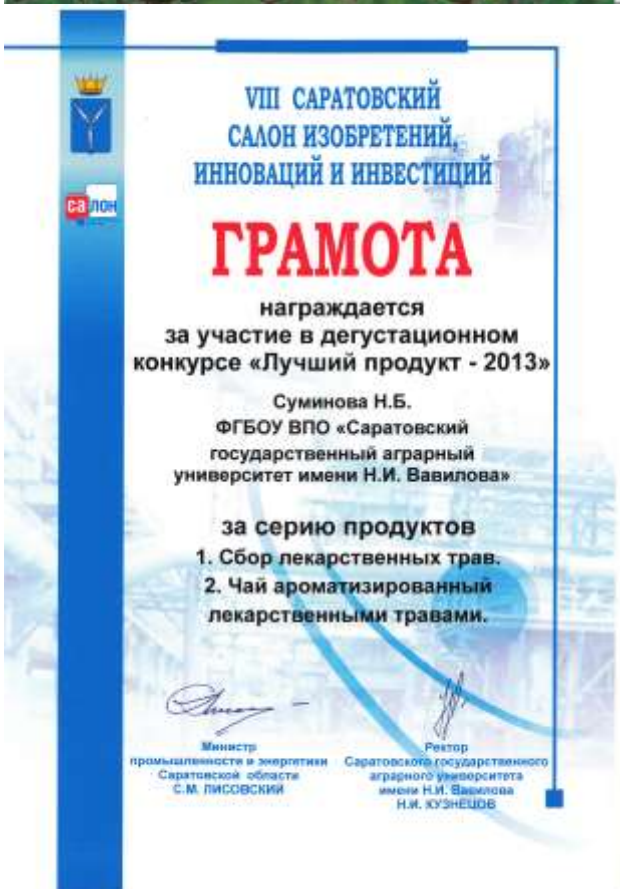 VIII САРАТОВСКИЙ
САЛОН ИЗОБРЕТЕНИЙ,
ИННОВАЦИЙ И ИНВЕСТИЦИЙ
саЛОН
ГРАМОТА
награждается
за участие в дегустационном
конкурсе «Лучший продукт - 2013»
Суминова Н.Б.
ФГБОУ ВПО «Саратовский
государственный аграрный
университет имени Н.И. Вавилова»
за серию продуктов
1. Сбор лекарственных трав.
2. Чай ароматизированный
лекарственными травами.
Министр
промышленности и энергетики
Саратовской области
С.М. ЛИСОВСКИЙ
Ректор
Саратовского государственного
аграрного университета
имени Н.И. Вавилова
Н.И. КУЗНЕЦОВ